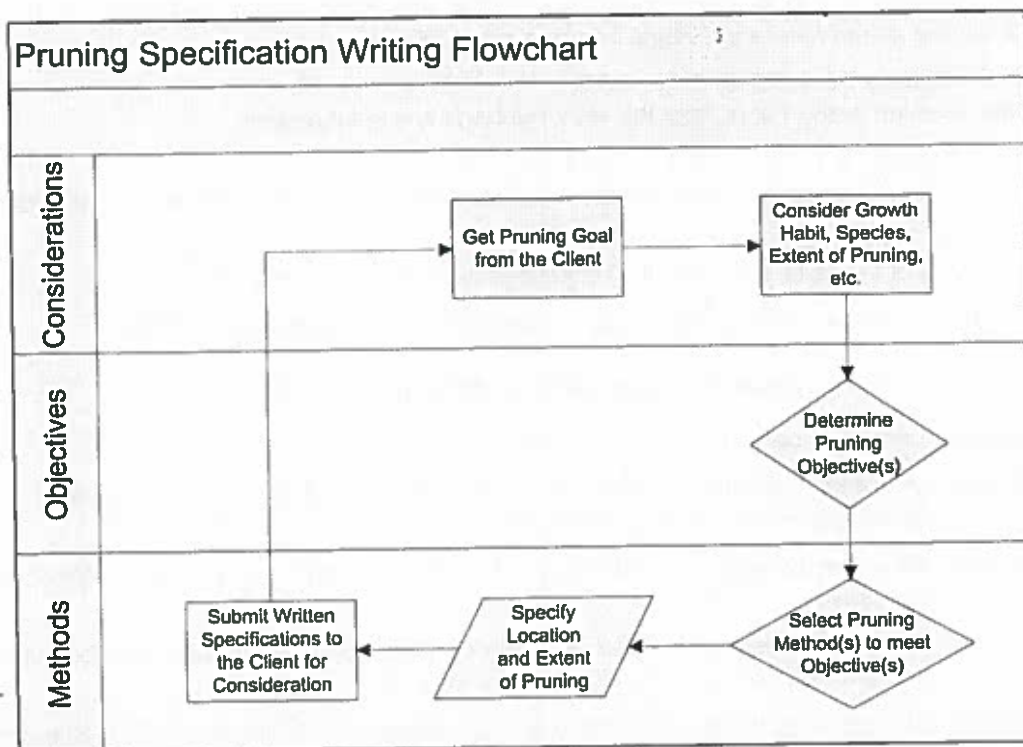 Pruning Specification Writing Flowchart
Considerations
Get Pruning Goal
from the Client
Consider Growth
Habit, Species,
Extent of Pruning,
etc.
Objectives
Determine
Pruning
Objective(s)
Methods
Submit Written
Specifications to
the Client for
Consideration
Specify
Location
and Extent
of Pruning
Select Pruning
Method(s) to meet
Objective(s)